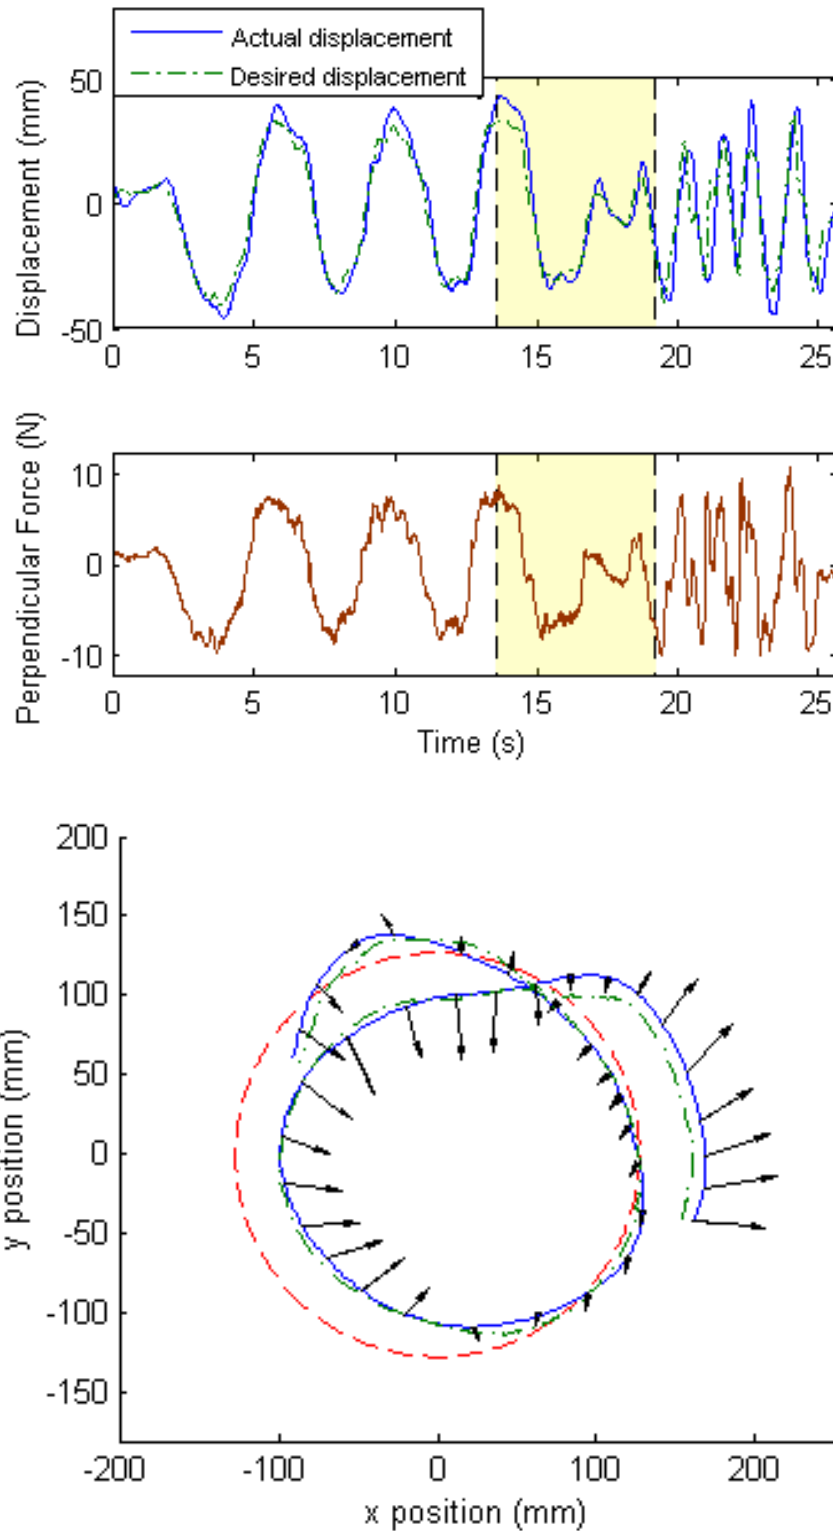 Actual displacement
Desired displacement
Displacement (mm)
50
0
-50
0 5 10 15 20 25
Perpendicular Force (N)
10
0
-10
0 5 10 15 20 25
Time (s)
y position (mm)
200
150
100
50
0
-50
-100
-150
-200 -100 0 100 200
x position (mm)